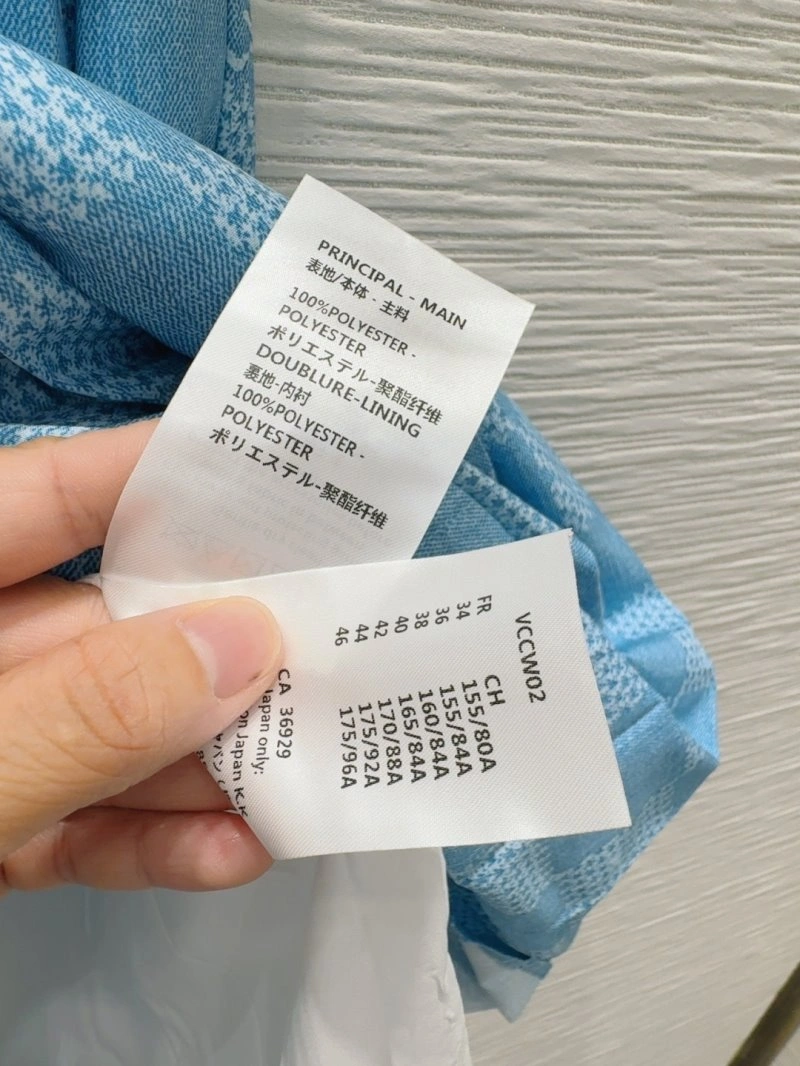 PRINCIPAL - MAIN
表地/本体 - 主料
100%POLYESTER -
POLYESTER
ポリエステル-聚酯纤维
DOUBLURE-LINING
裏地-内衬
100%POLYESTER -
POLYESTER
ポリエステル-聚酯纤维
VCCW02
FR CH
34 155/80A
36 155/84A
38 160/84A
40 165/84A
42 170/88A
44 175/92A
46 175/96A
CA 36929
Japan only:
on Japan K.K